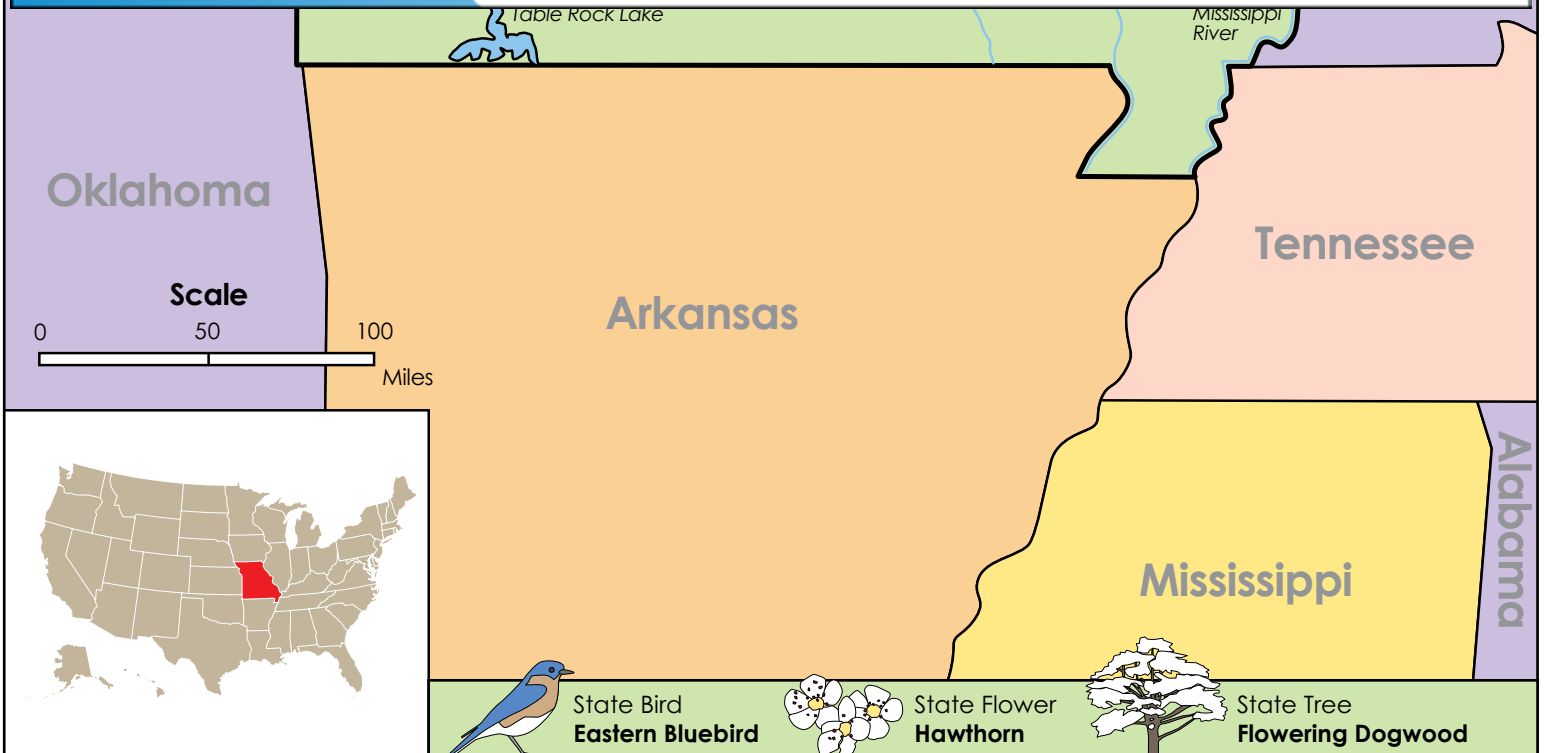 Table Rock Lake
Mississippi
River
Oklahoma
Tennessee
Scale
0 50 100
Miles
Arkansas
Mississippi
Alabama
State Bird
Eastern Bluebird
State Flower
Hawthorn
State Tree
Flowering Dogwood